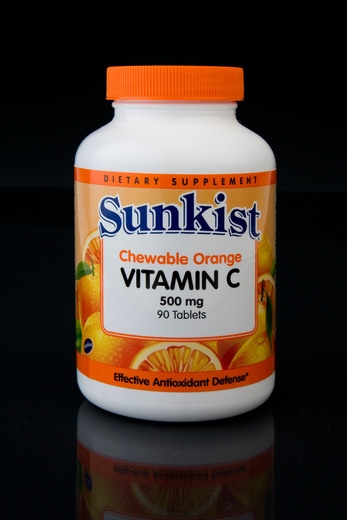 DIETARY SUPPLEMENT
Sunkist
Chewable Orange
VITAMIN C
500 mg
90 Tablets
Effective Antioxidant Defense*